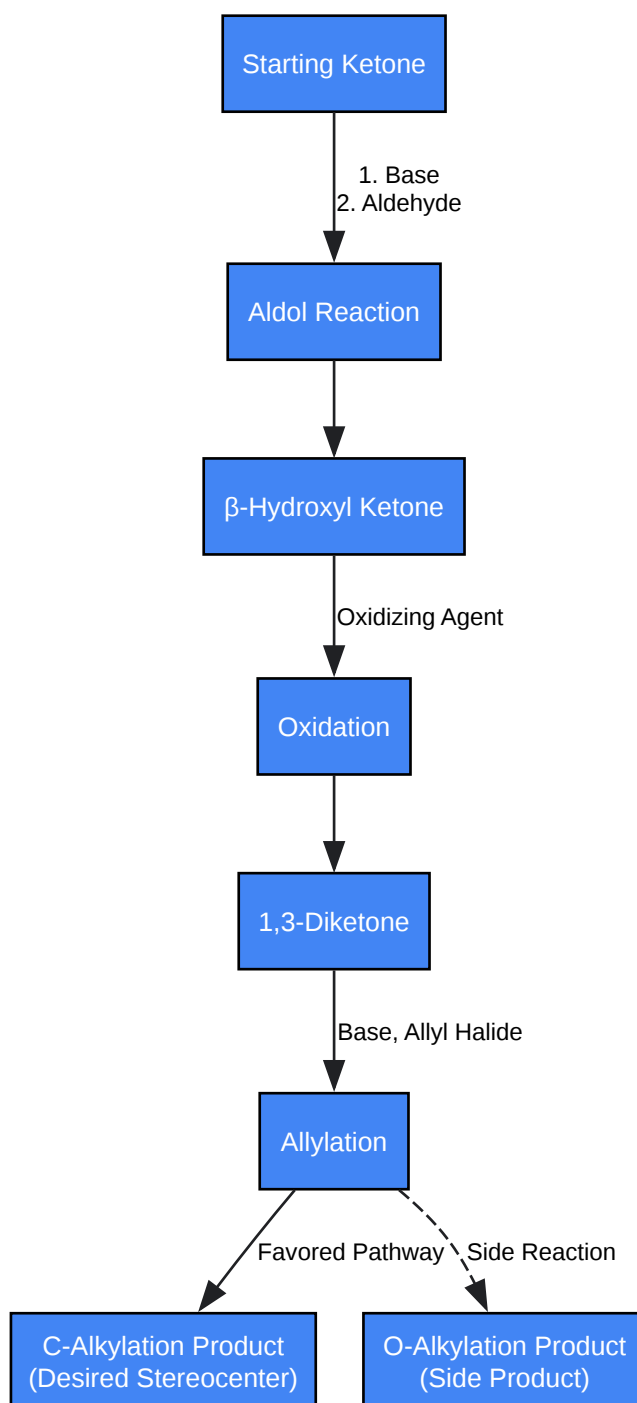 Starting Ketone
1. Base
2. Aldehyde
Aldol Reaction
β-Hydroxyl Ketone
Oxidizing Agent
Oxidation
1,3-Diketone
Base, Allyl Halide
Allylation
Favored Pathway
Side Reaction
C-Alkylation Product
(Desired Stereocenter)
O-Alkylation Product
(Side Product)